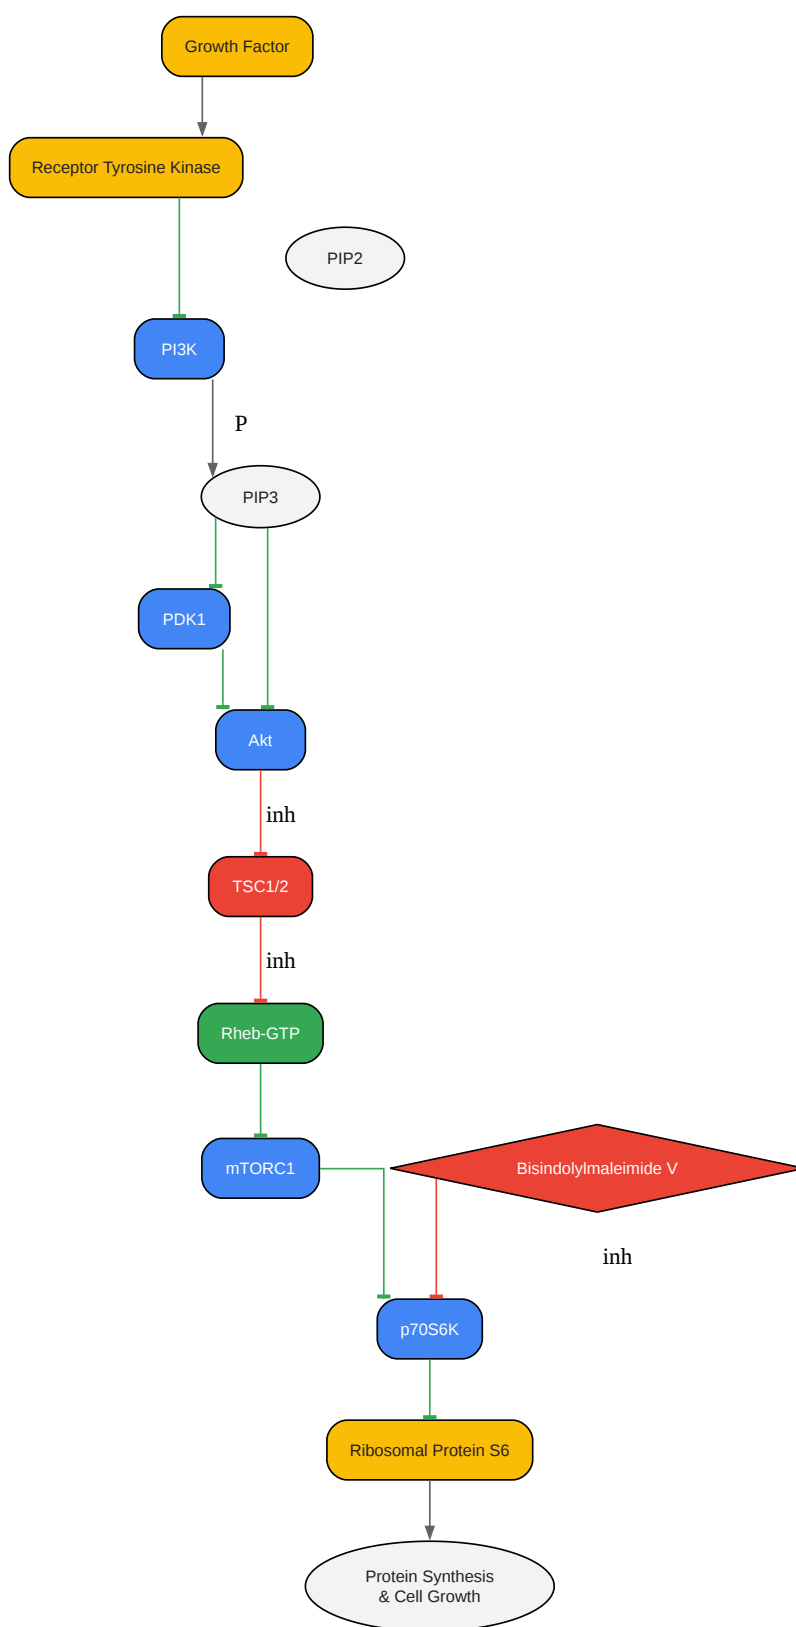 Growth Factor
Receptor Tyrosine Kinase
PIP2
PI3K
P
PIP3
PDK1
Akt
inh
TSC1/2
inh
Rheb-GTP
mTORC1
Bisindolylmaleimide V
inh
p70S6K
Ribosomal Protein S6
Protein Synthesis
& Cell Growth